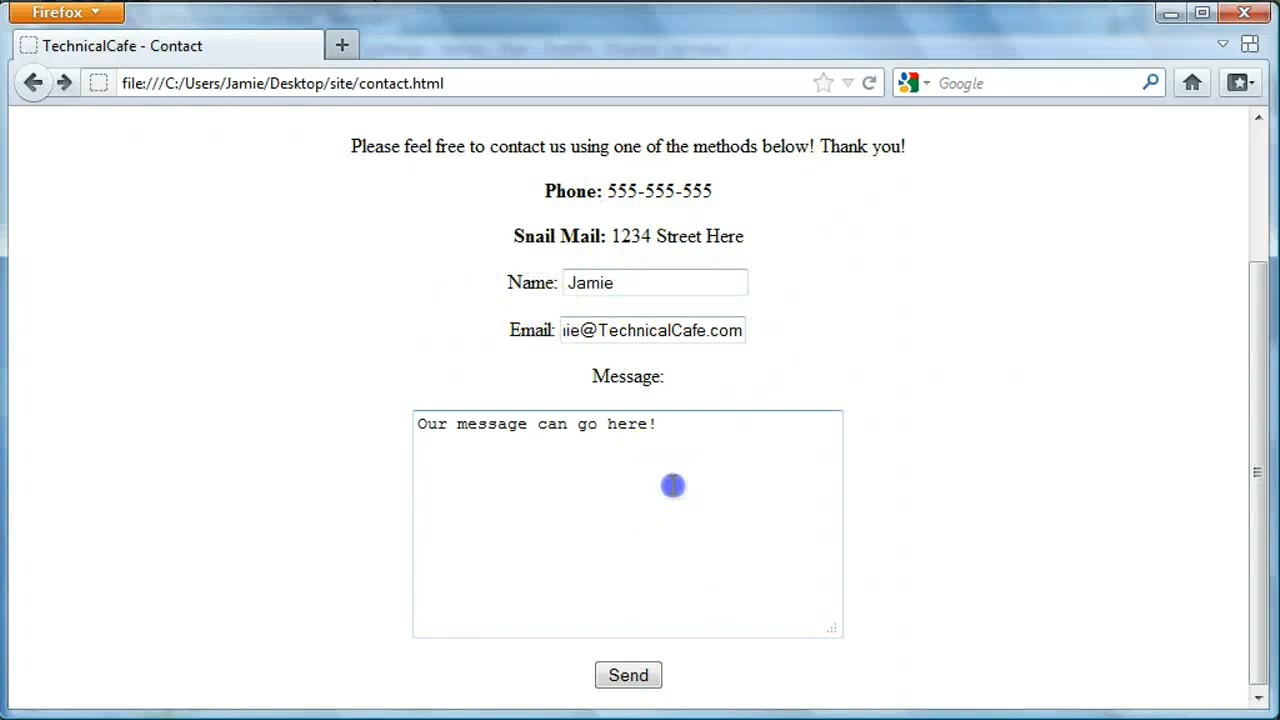 Firefox
TechnicalCafe - Contact
file:///C:/Users/Jamie/Desktop/site/contact.html
Google
Please feel free to contact us using one of the methods below! Thank you!
Phone: 555-555-555
Snail Mail: 1234 Street Here
Name: Jamie
Email: ie@TechnicalCafe.com
Message:
Our message can go here!
Send